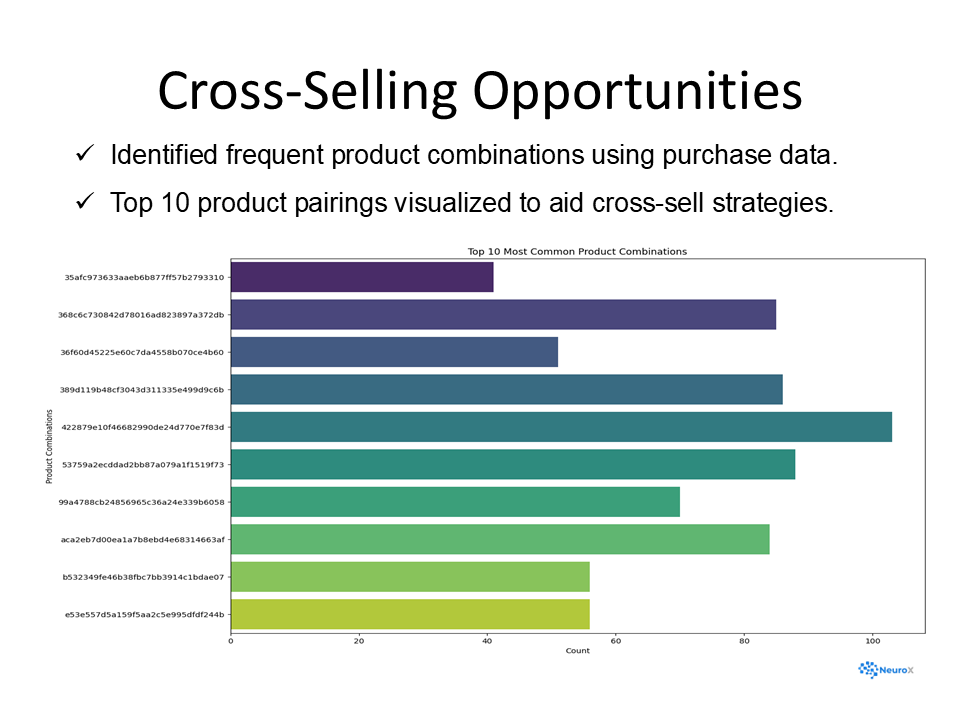 Cross-Selling Opportunities
✓ Identified frequent product combinations using purchase data.
✓ Top 10 product pairings visualized to aid cross-sell strategies.
Top 10 Most Common Product Combinations
Product Combinations
35afc973633aaeb6b877ff57b2793310
368c6c730842d78016ad823897a372db
36f60d45225e60c7da4558b070ce4b60
389d119b48cf3043d311335e499d9c6b
422879e10f46682990de24d770e7f83d
53759a2ecddad2bb87a079a1f1519f73
99a4788cb24856965c36a24e339b6058
aca2eb7d00ea1a7b8ebd4e68314663af
b532349fe46b38fbc7bb3914c1bdae07
e53e557d5a159f5aa2c5e995dfdf244b
0 20 40 60 80 100
Count
NeuroX